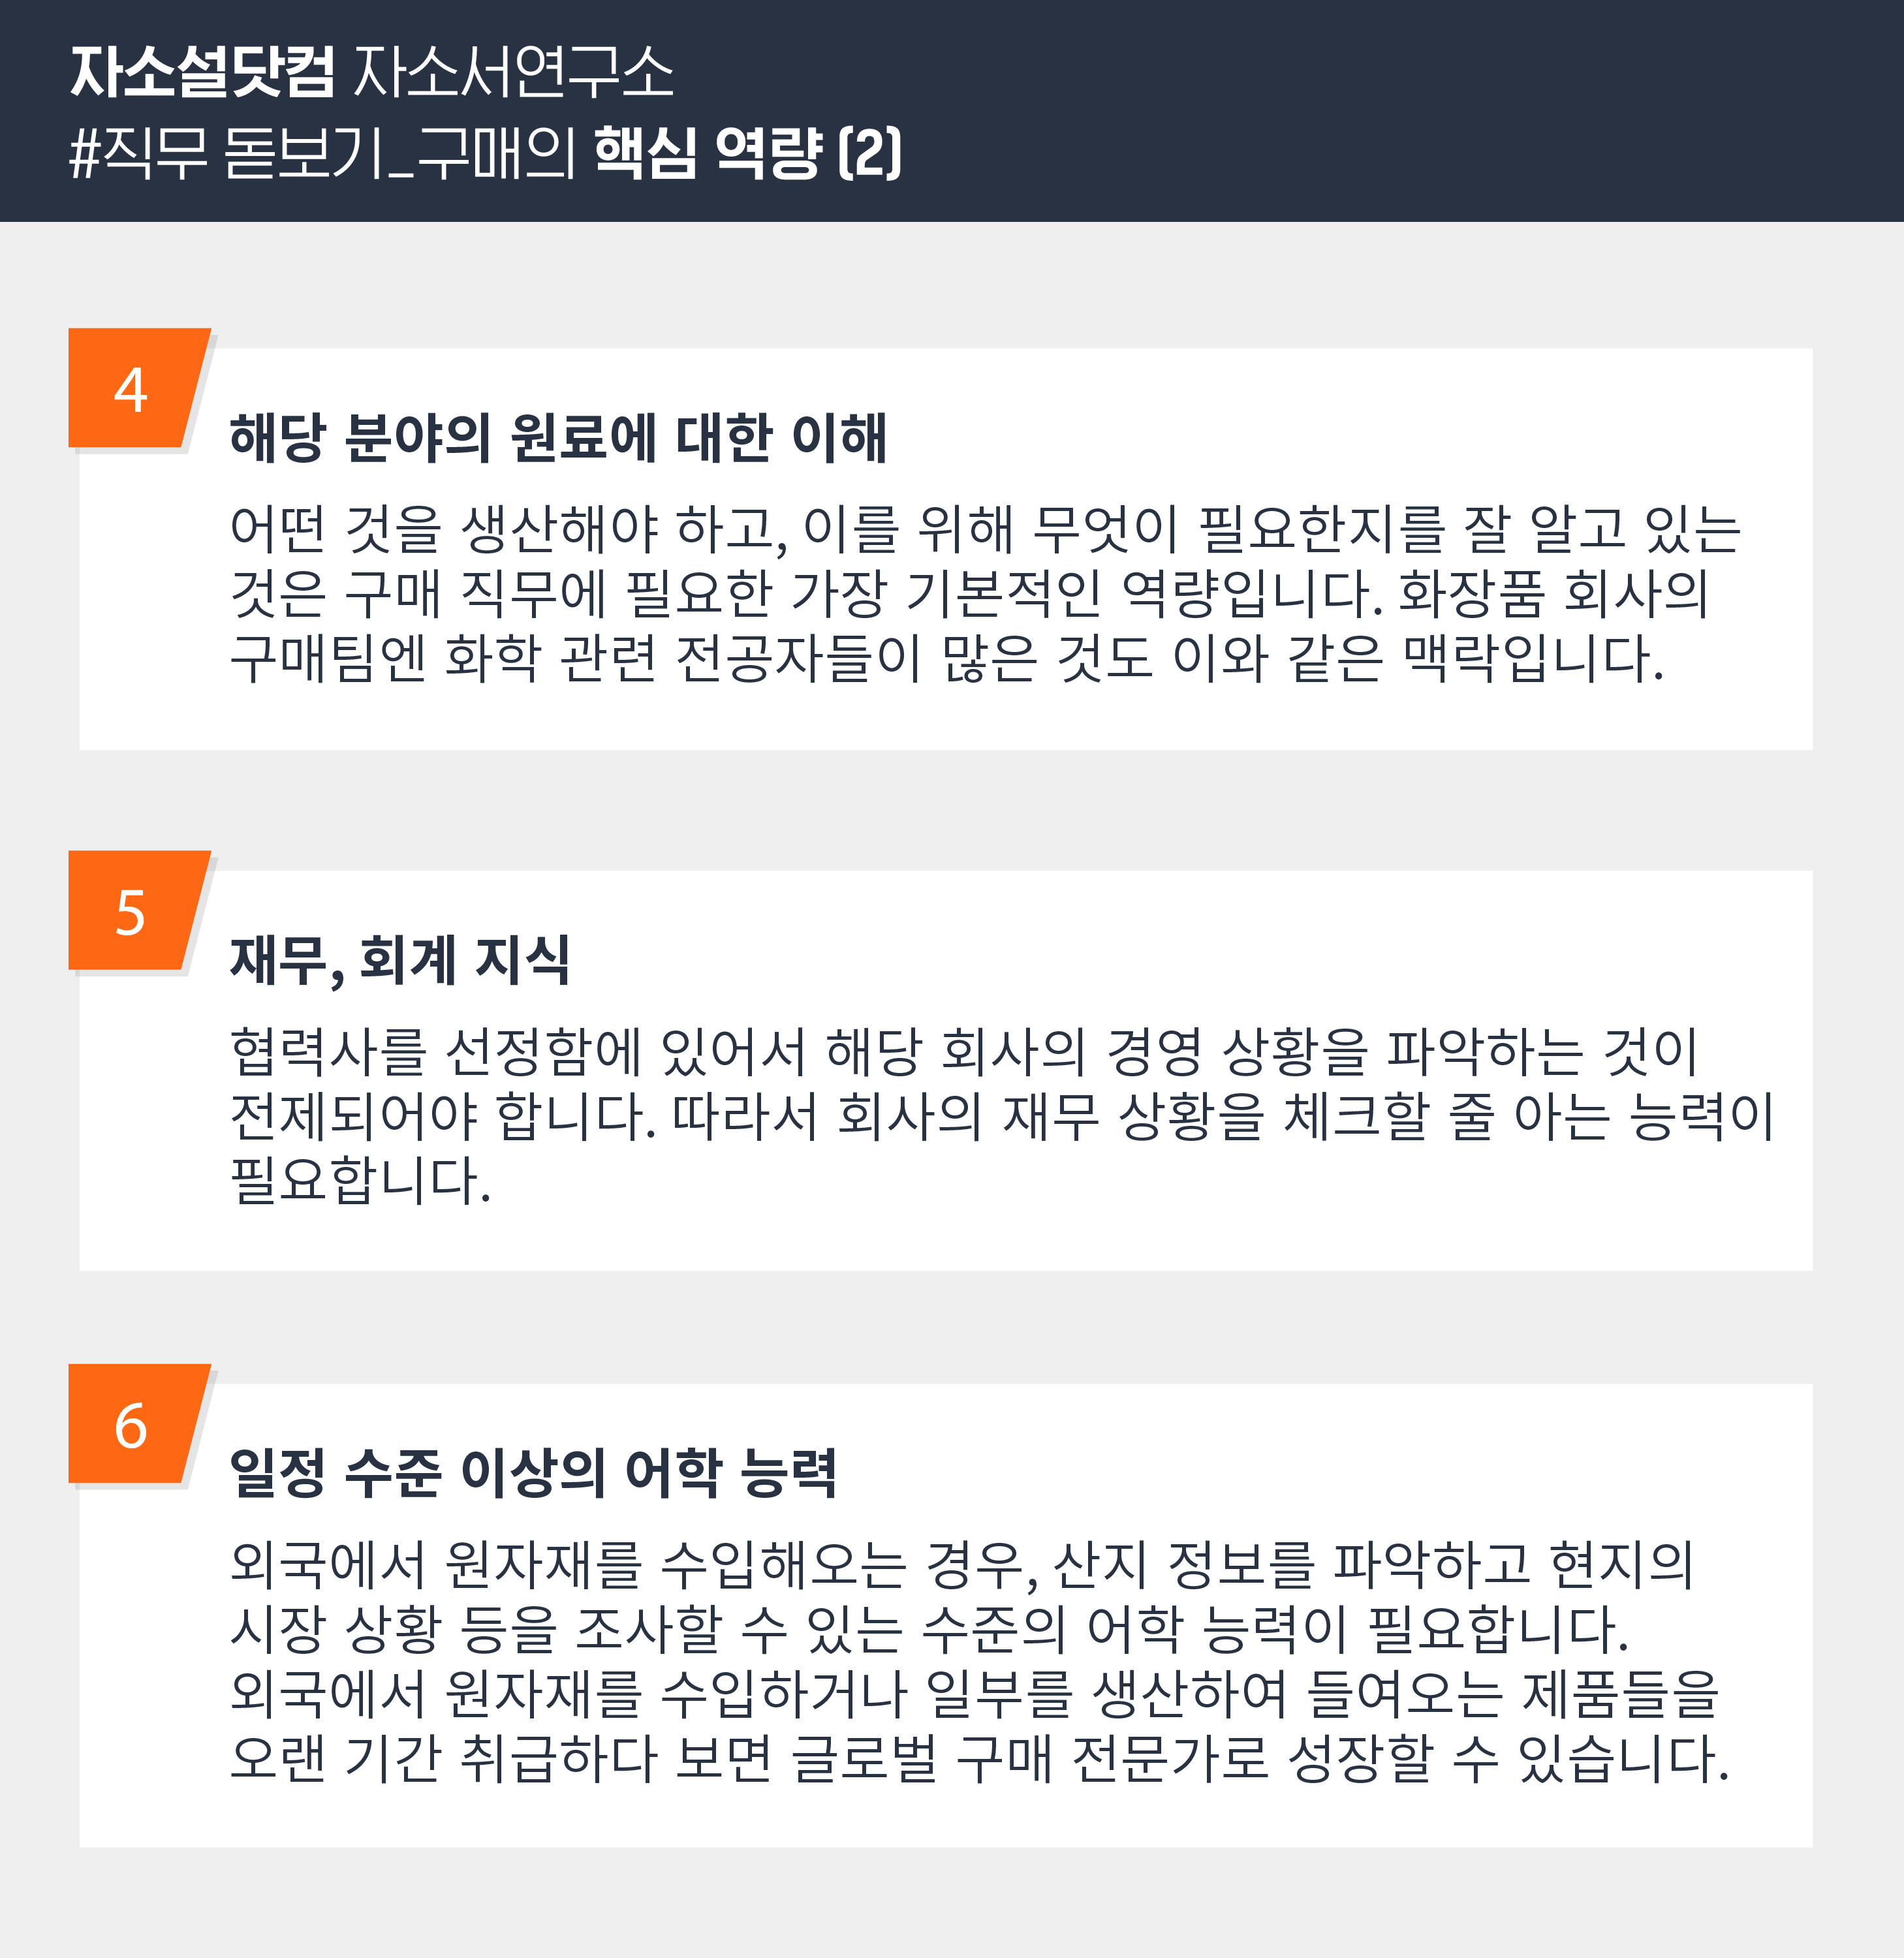 자소설닷컴 자소서연구소
#직무 돋보기_구매의 핵심 역량 (2)
4
해당 분야의 원료에 대한 이해
어떤 것을 생산해야 하고, 이를 위해 무엇이 필요한지를 잘 알고 있는
것은 구매 직무에 필요한 가장 기본적인 역량입니다. 화장품 회사의
구매팀엔 화학 관련 전공자들이 많은 것도 이와 같은 맥락입니다.
5
재무, 회계 지식
협력사를 선정함에 있어서 해당 회사의 경영 상황을 파악하는 것이
전제되어야 합니다. 따라서 회사의 재무 상황을 체크할 줄 아는 능력이
필요합니다.
6
일정 수준 이상의 어학 능력
외국에서 원자재를 수입해오는 경우, 산지 정보를 파악하고 현지의
시장 상황 등을 조사할 수 있는 수준의 어학 능력이 필요합니다.
외국에서 원자재를 수입하거나 일부를 생산하여 들여오는 제품들을
오랜 기간 취급하다 보면 글로벌 구매 전문가로 성장할 수 있습니다.